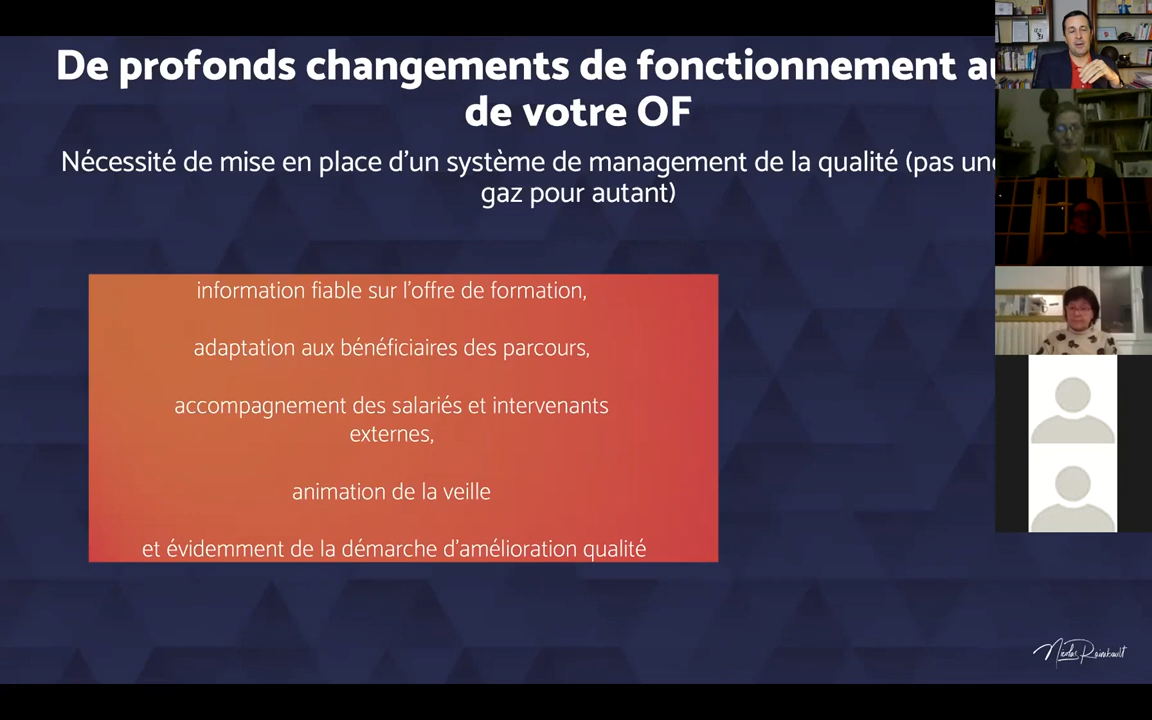 De profonds changements de fonctionnement au
de votre OF
Nécessité de mise en place d'un système de management de la qualité (pas une
gaz pour autant)
information fiable sur l'offre de formation,
adaptation aux bénéficiaires des parcours,
accompagnement des salariés et intervenants
externes,
animation de la veille
et évidemment de la démarche d'amélioration qualité
Nicolas Raimbault